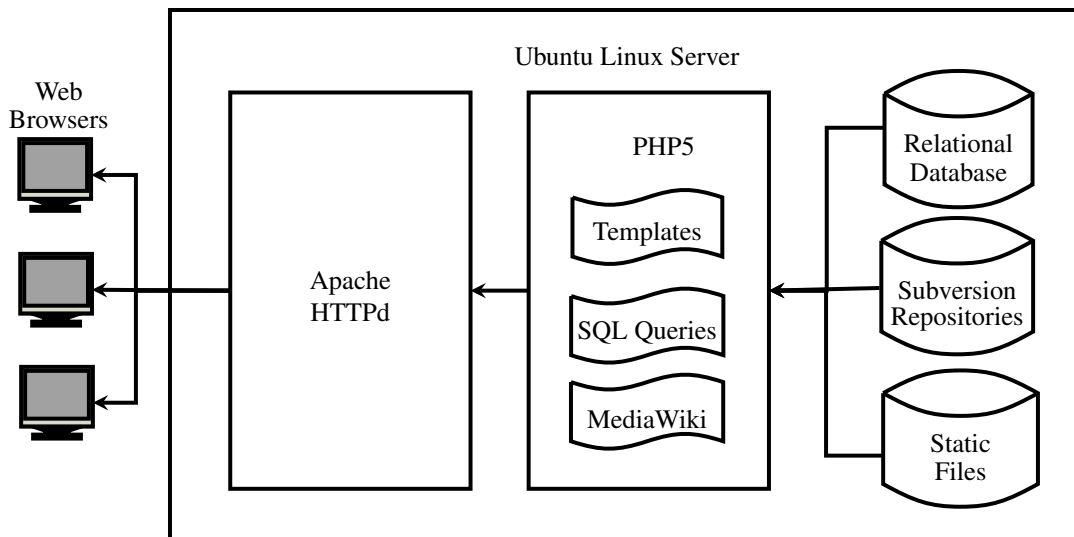 Ubuntu Linux Server
Web
Browsers
Apache
HTTPd
PHP5
Templates
SQL Queries
MediaWiki
Relational
Database
Subversion
Repositories
Static
Files